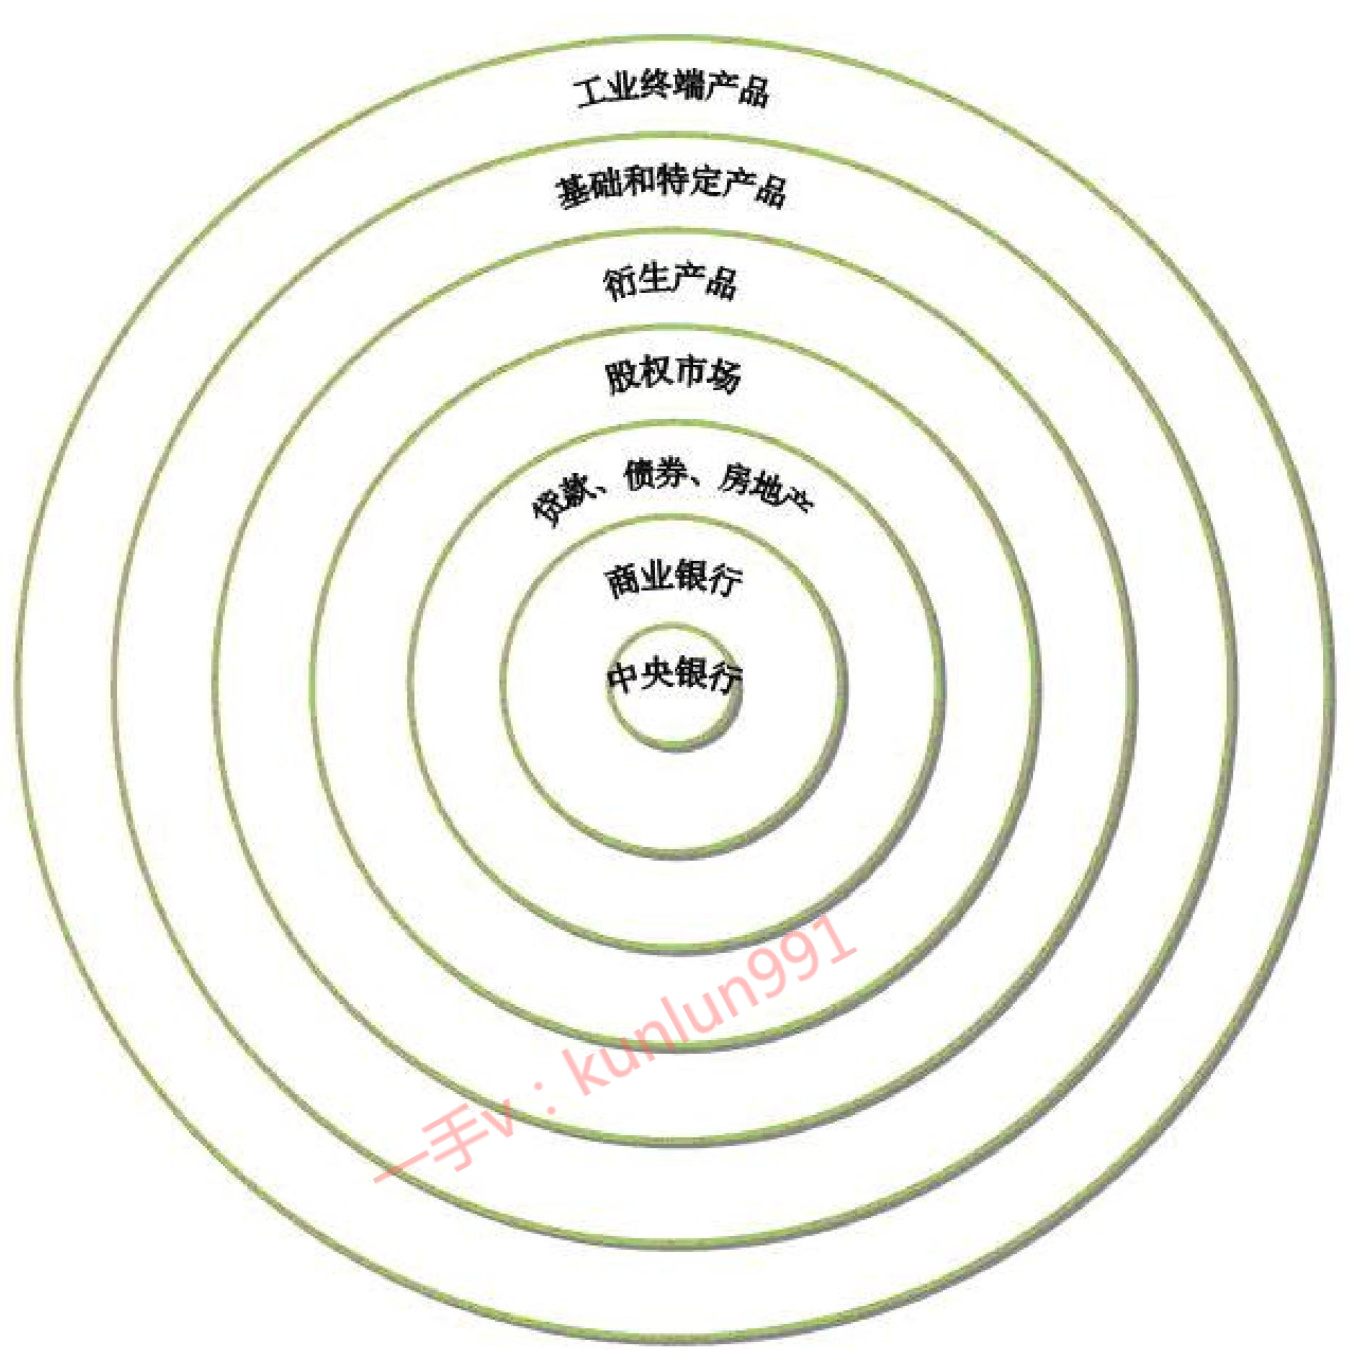 工业终端产品
基础和特定产品
衍生产品
股权市场
贷款、债券、房地产
商业银行
中央银行
一手v：kunlun991